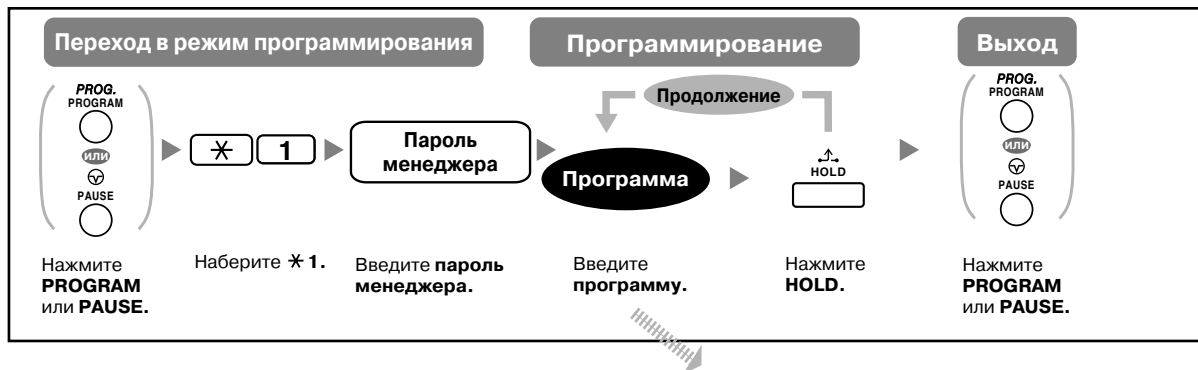 Переход в режим программирования
Программирование
Выход
PROG.
PROGRAM
или
PAUSE
✳ 1
Пароль
менеджера
Продолжение
Программа
HOLD
PROG.
PROGRAM
или
PAUSE
Нажмите
PROGRAM
или PAUSE.
Наберите ✳ 1.
Введите пароль
менеджера.
Введите
программу.
Нажмите
HOLD.
Нажмите
PROGRAM
или PAUSE.